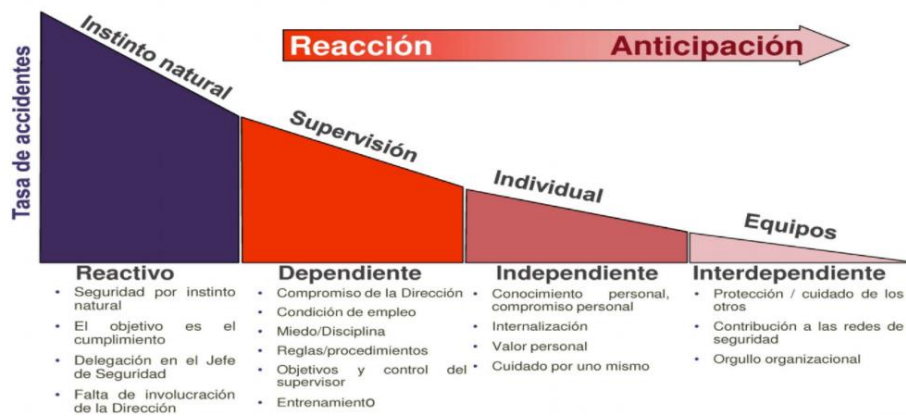 Instinto natural
Reacción Anticipación
Supervisión
Individual
Equipos
Tasa de accidentes
Reactivo
• Seguridad por instinto
natural
• El objetivo es el
cumplimiento
• Delegación en el Jefe
de Seguridad
• Falta de involucración
de la Dirección
Dependiente
• Compromiso de la Dirección
• Condición de empleo
• Miedo/Disciplina
• Reglas/procedimientos
• Objetivos y control del
supervisor
• Entrenamiento
Independiente
• Conocimiento personal,
compromiso personal
• Internalización
• Valor personal
• Cuidado por uno mismo
Interdependiente
• Protección / cuidado de los
otros
• Contribución a las redes de
seguridad
• Orgullo organizacional